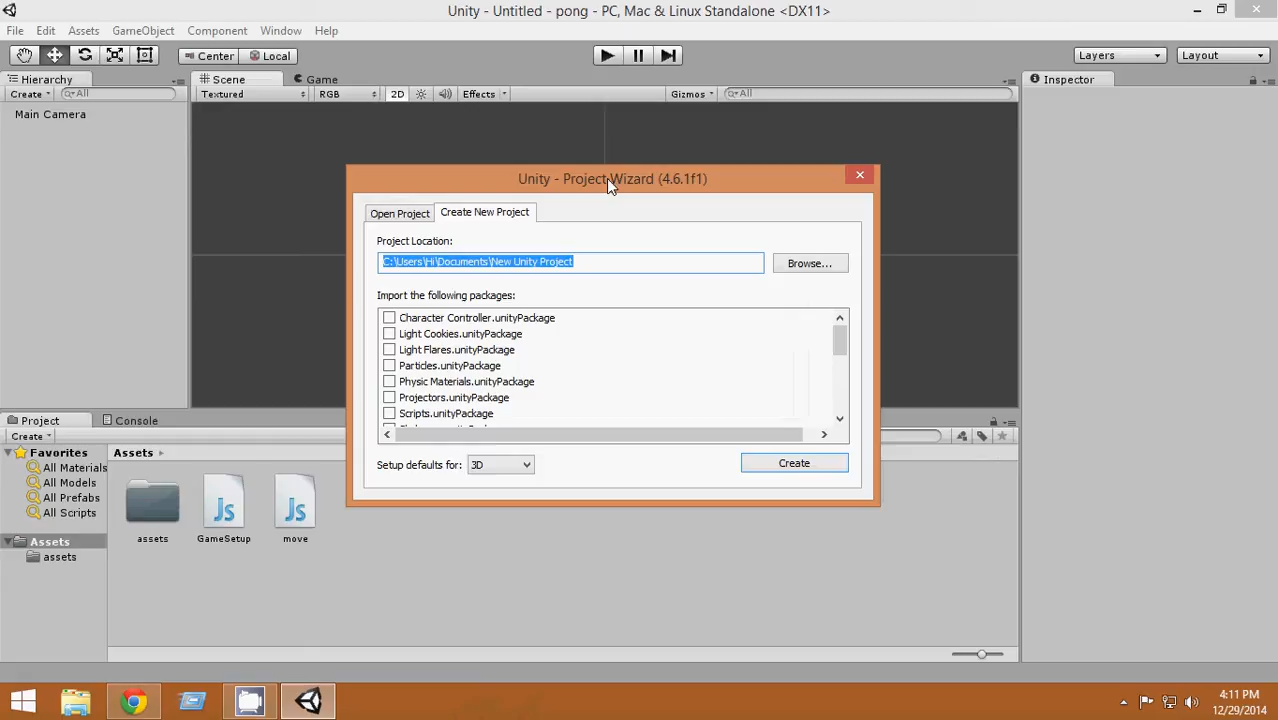 Unity - Untitled - pong - PC, Mac & Linux Standalone <DX11>
File Edit Assets GameObject Component Window Help
Center Local Layers Layout
Hierarchy Scene Game Inspector
Create All Textured RGB 2D Effects Gizmos All
Main Camera
Unity - Project Wizard (4.6.1f1)
Open Project Create New Project
Project Location:
C:\Users\Hi\Documents\New Unity Project Browse...
Import the following packages:
Character Controller.unityPackage
Light Cookies.unityPackage
Light Flares.unityPackage
Particles.unityPackage
Physic Materials.unityPackage
Projectors.unityPackage
Scripts.unityPackage
Setup defaults for: 3D Create
Project Console
Create
Favorites Assets
All Materials
All Models
All Prefabs
All Scripts
Assets
assets
Js Js
assets GameSetup move
4:11 PM
12/29/2014